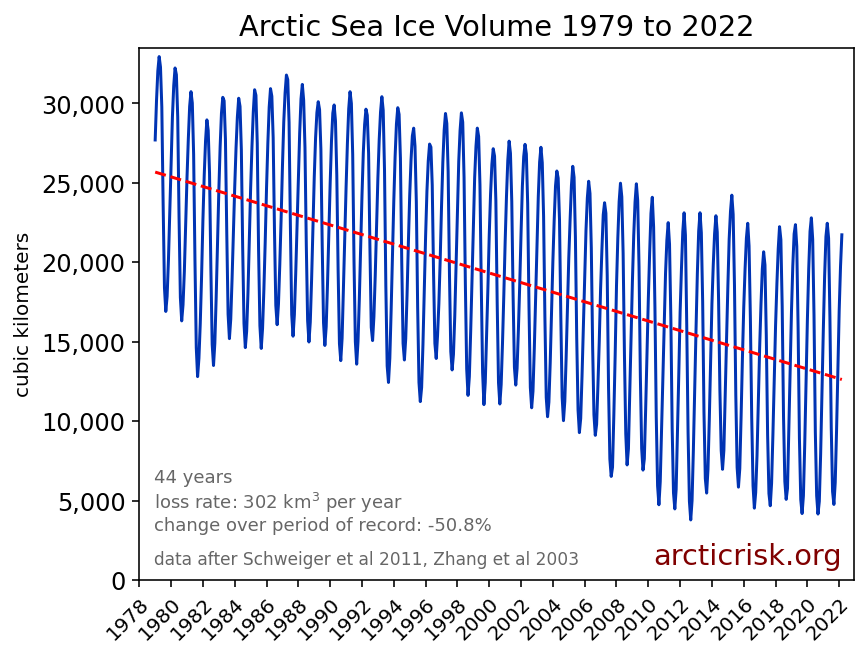 Arctic Sea Ice Volume 1979 to 2022
cubic kilometers
30,000
25,000
20,000
15,000
10,000
5,000
0
44 years
loss rate: 302 km³ per year
change over period of record: -50.8%
data after Schweiger et al 2011, Zhang et al 2003
arcticrisk.org
1978 1980 1982 1984 1986 1988 1990 1992 1994 1996 1998 2000 2002 2004 2006 2008 2010 2012 2014 2016 2018 2020 2022